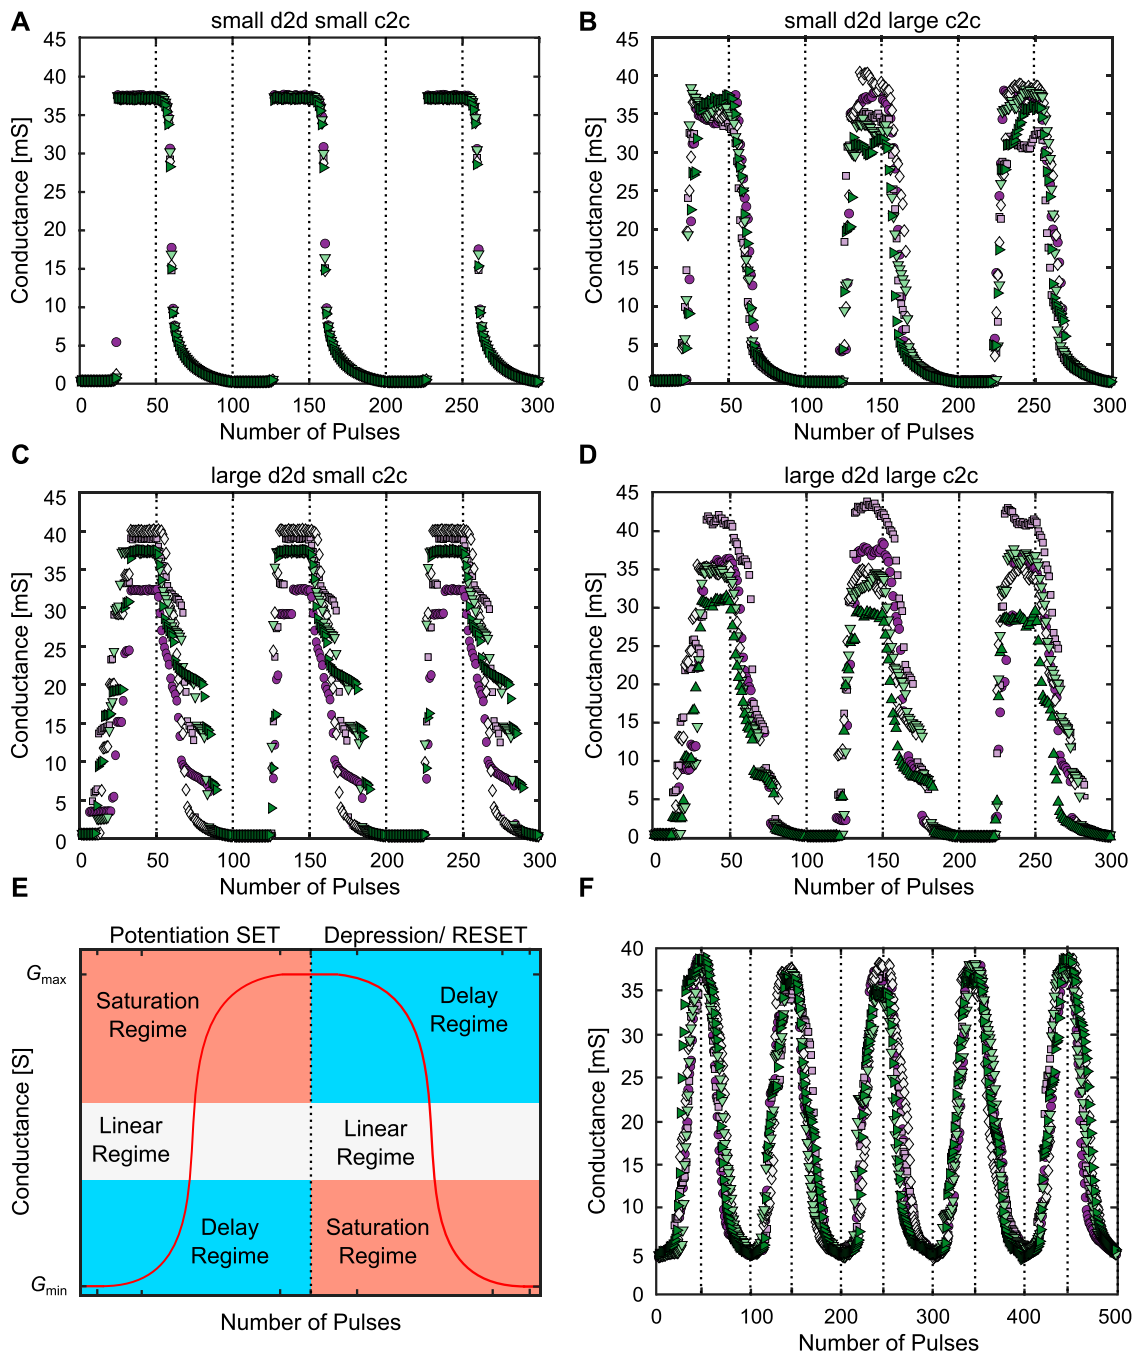 A
small d2d small c2c
45
40
35
30
25
20
15
10
5
0
Conductance [mS]
0
50
100
150
200
250
300
Number of Pulses
B
small d2d large c2c
45
40
35
30
25
20
15
10
5
0
Conductance [mS]
0
50
100
150
200
250
300
Number of Pulses
C
large d2d small c2c
45
40
35
30
25
20
15
10
5
0
Conductance [mS]
0
50
100
150
200
250
300
Number of Pulses
D
large d2d large c2c
45
40
35
30
25
20
15
10
5
0
Conductance [mS]
0
50
100
150
200
250
300
Number of Pulses
E
Potentiation SET
Depression/ RESET
Gmax
Gmin
Conductance [S]
Saturation
Regime
Delay
Regime
Linear
Regime
Linear
Regime
Delay
Regime
Saturation
Regime
Number of Pulses
F
40
35
30
25
20
15
10
5
0
Conductance [mS]
0
100
200
300
400
500
Number of Pulses